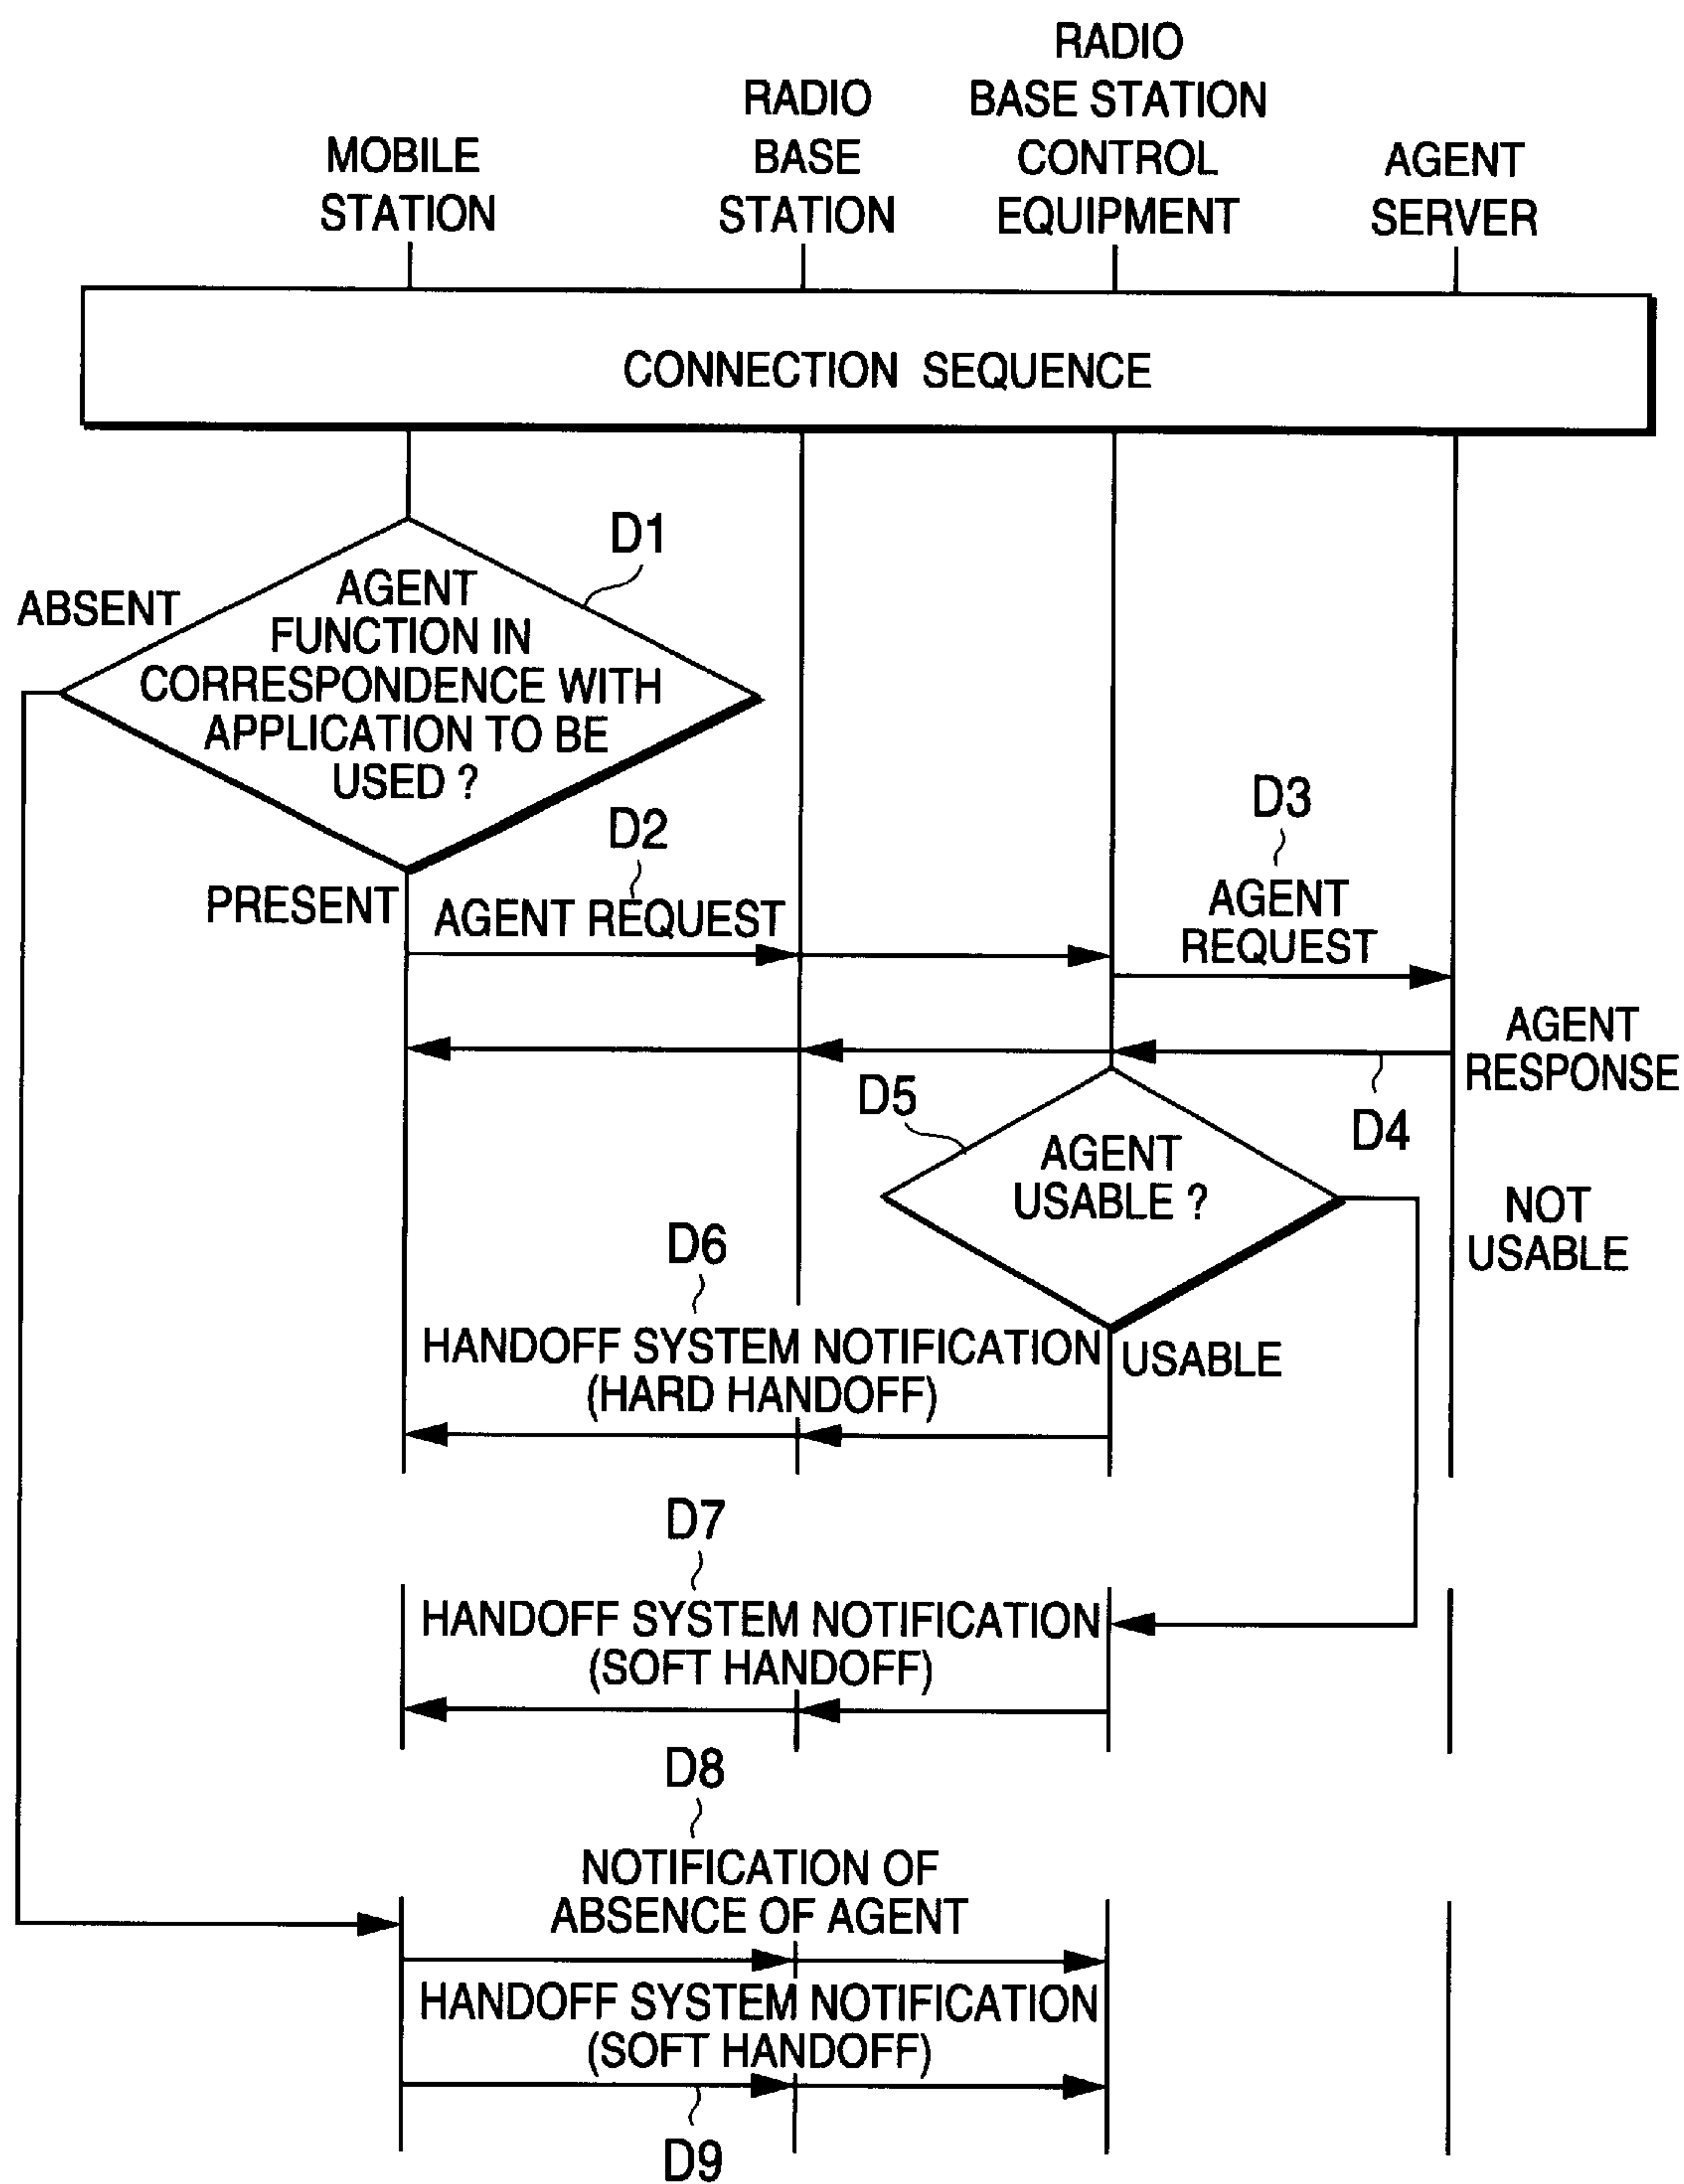 MOBILE
STATION
RADIO
BASE
STATION
RADIO
BASE STATION
CONTROL
EQUIPMENT
AGENT
SERVER
CONNECTION SEQUENCE
D1
ABSENT
AGENT
FUNCTION IN
CORRESPONDENCE WITH
APPLICATION TO BE
USED ?
PRESENT
D2
AGENT REQUEST
D3
AGENT
REQUEST
AGENT
RESPONSE
D4
D5
AGENT
USABLE ?
NOT
USABLE
USABLE
D6
HANDOFF SYSTEM NOTIFICATION
(HARD HANDOFF)
D7
HANDOFF SYSTEM NOTIFICATION
(SOFT HANDOFF)
D8
NOTIFICATION OF
ABSENCE OF AGENT
HANDOFF SYSTEM NOTIFICATION
(SOFT HANDOFF)
D9